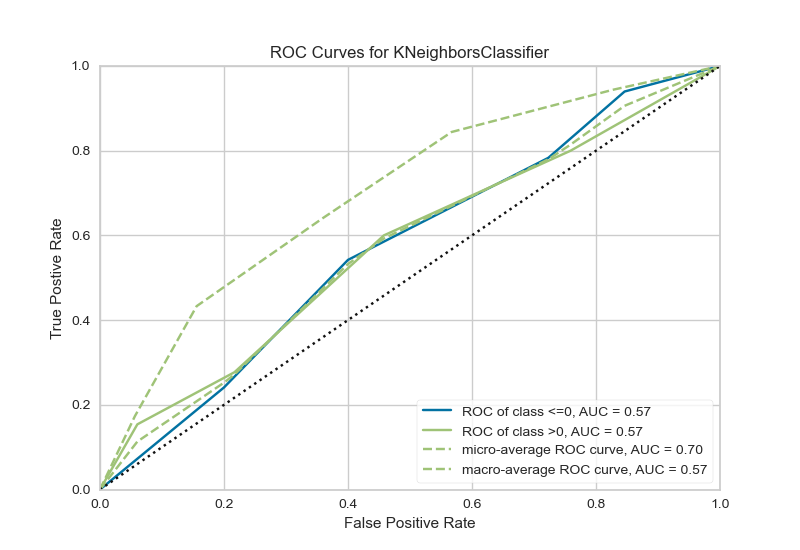 ROC Curves for KNeighborsClassifier
1.0
0.8
0.6
0.4
0.2
0.0
True Postive Rate
ROC of class <=0, AUC = 0.57
ROC of class >0, AUC = 0.57
micro-average ROC curve, AUC = 0.70
macro-average ROC curve, AUC = 0.57
0.0 0.2 0.4 0.6 0.8 1.0
False Positive Rate